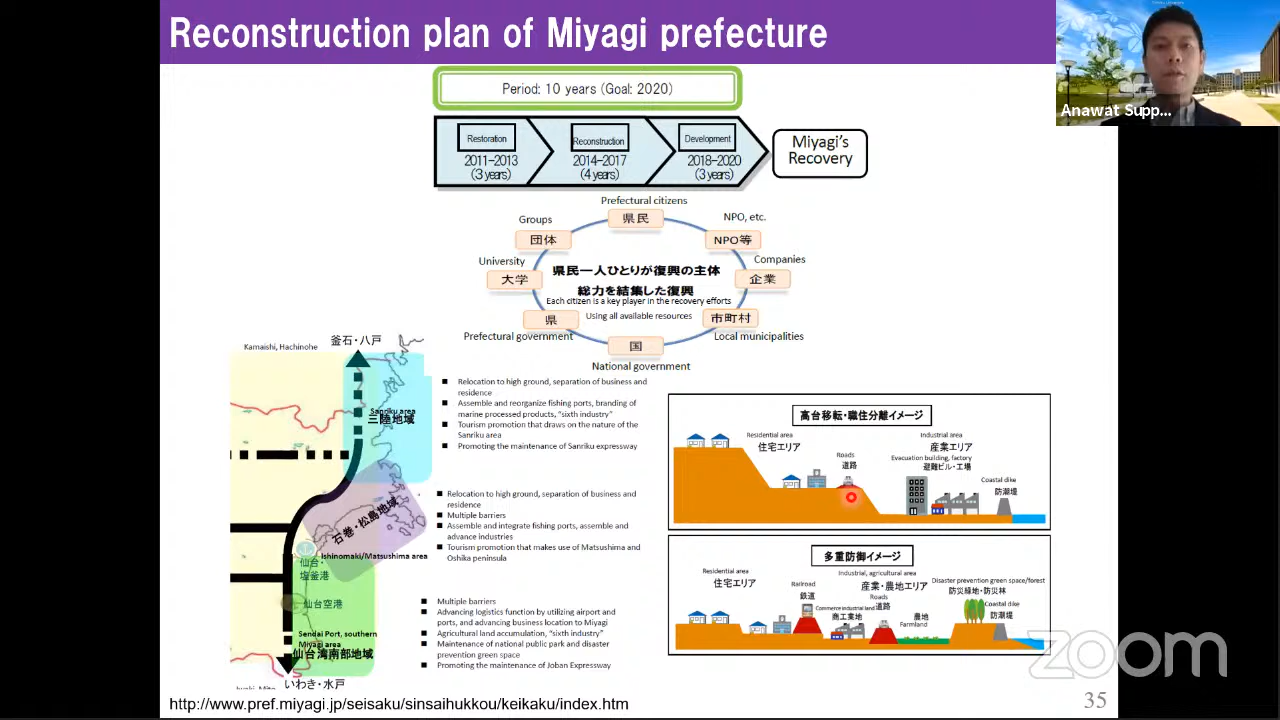 Reconstruction plan of Miyagi prefecture
Anawat Supp...
Period: 10 years (Goal: 2020)
Restoration
2011-2013
(3 years)
Reconstruction
2014-2017
(4 years)
Development
2018-2020
(3 years)
Miyagi's
Recovery
Prefectural citizens
県民
Groups
団体
NPO, etc.
NPO等
University
大学
Companies
企業
県民一人ひとりが復興の主体
総力を結集した復興
Each citizen is a key player in the recovery efforts
Using all available resources
県
Prefectural government
市町村
Local municipalities
国
National government
釜石・八戸
Kamaishi, Hachinohe
Sanriku area
三陸地域
石巻・松島地域
Ishinomaki/Matsushima area
仙台・
塩釜港
仙台空港
Sendai Port, southern
Miyagi area
仙台湾南部地域
いわき・水戸
■ Relocation to high ground, separation of business and
residence
■ Assemble and reorganize fishing ports, branding of
marine processed products, "sixth industry"
■ Tourism promotion that draws on the nature of the
Sanriku area
■ Promoting the maintenance of Sanriku expressway
■ Relocation to high ground, separation of business and
residence
■ Multiple barriers
■ Assemble and integrate fishing ports, assemble and
advance industries
■ Tourism promotion that makes use of Matsushima and
Oshika peninsula
■ Multiple barriers
■ Advancing logistics function by utilizing airport and
ports, and advancing business location to Miyagi
■ Agricultural land accumulation, "sixth industry"
■ Maintenance of national public park and disaster
prevention green space
■ Promoting the maintenance of Joban Expressway
高台移転・職住分離イメージ
Residential area
住宅エリア
Roads
道路
Industrial area
産業エリア
Evacuation building, factory
避難ビル・工場
Coastal dike
防潮堤
多重防御イメージ
Residential area
住宅エリア
Railroad
鉄道
Commerce industrial land
商工業地
Industrial, agricultural area
産業・農地エリア
Roads
道路
農地
Farmland
Disaster prevention green space/forest
防災緑地・防災林
Coastal dike
防潮堤
zoom
http://www.pref.miyagi.jp/seisaku/sinsaihukkou/keikaku/index.htm
35